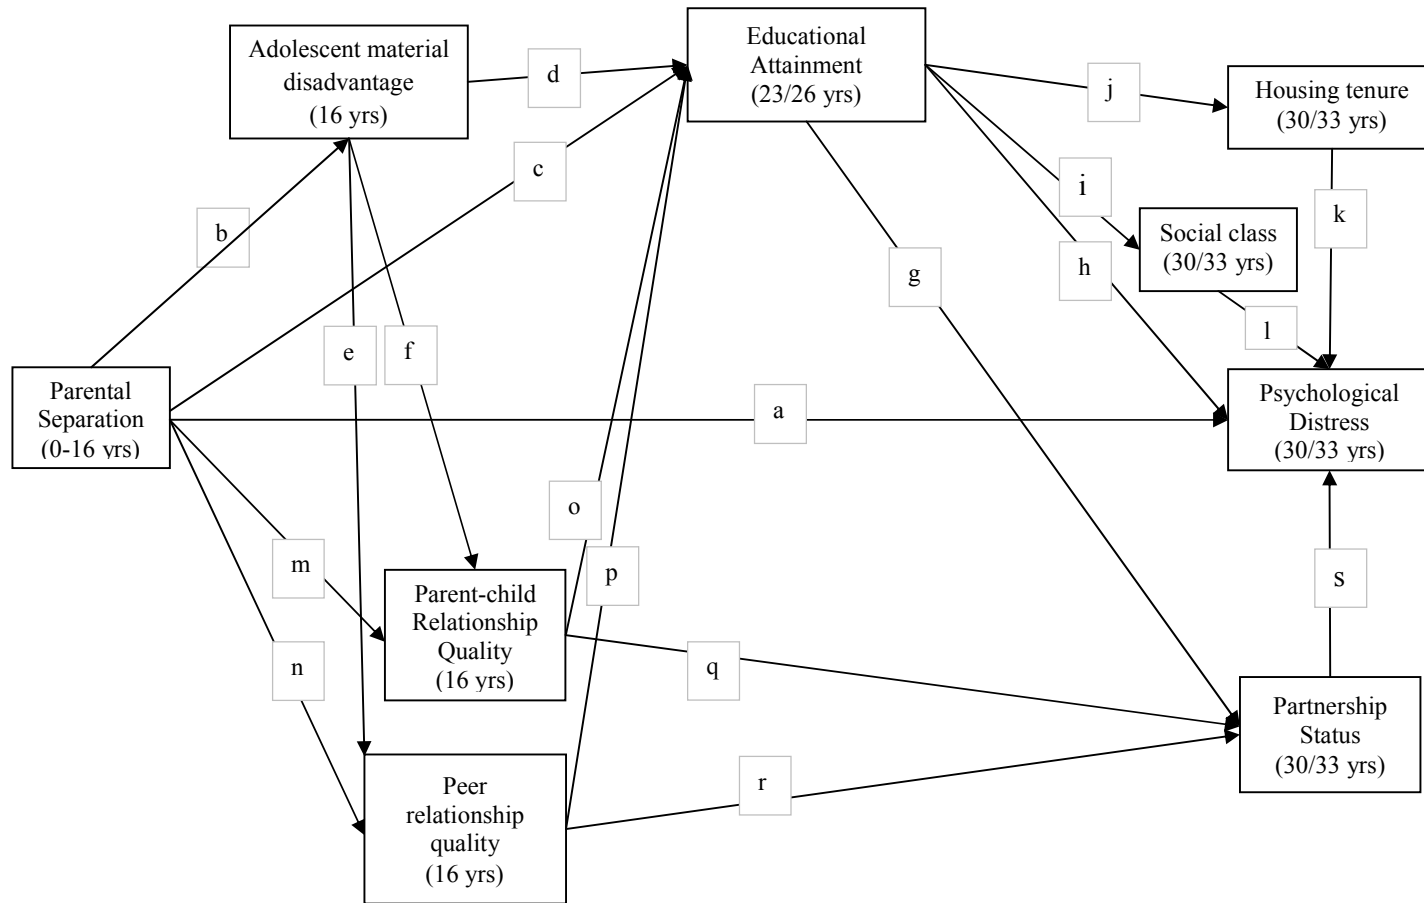 Adolescent material
disadvantage
(16 yrs)
d
Educational
Attainment
(23/26 yrs)
j
Housing tenure
(30/33 yrs)
c
i
k
b
Social class
(30/33 yrs)
g
h
l
e
f
Parental
Separation
(0-16 yrs)
a
Psychological
Distress
(30/33 yrs)
o
m
p
s
Parent-child
Relationship
Quality
(16 yrs)
n
q
Partnership
Status
(30/33 yrs)
Peer
relationship
quality
(16 yrs)
r